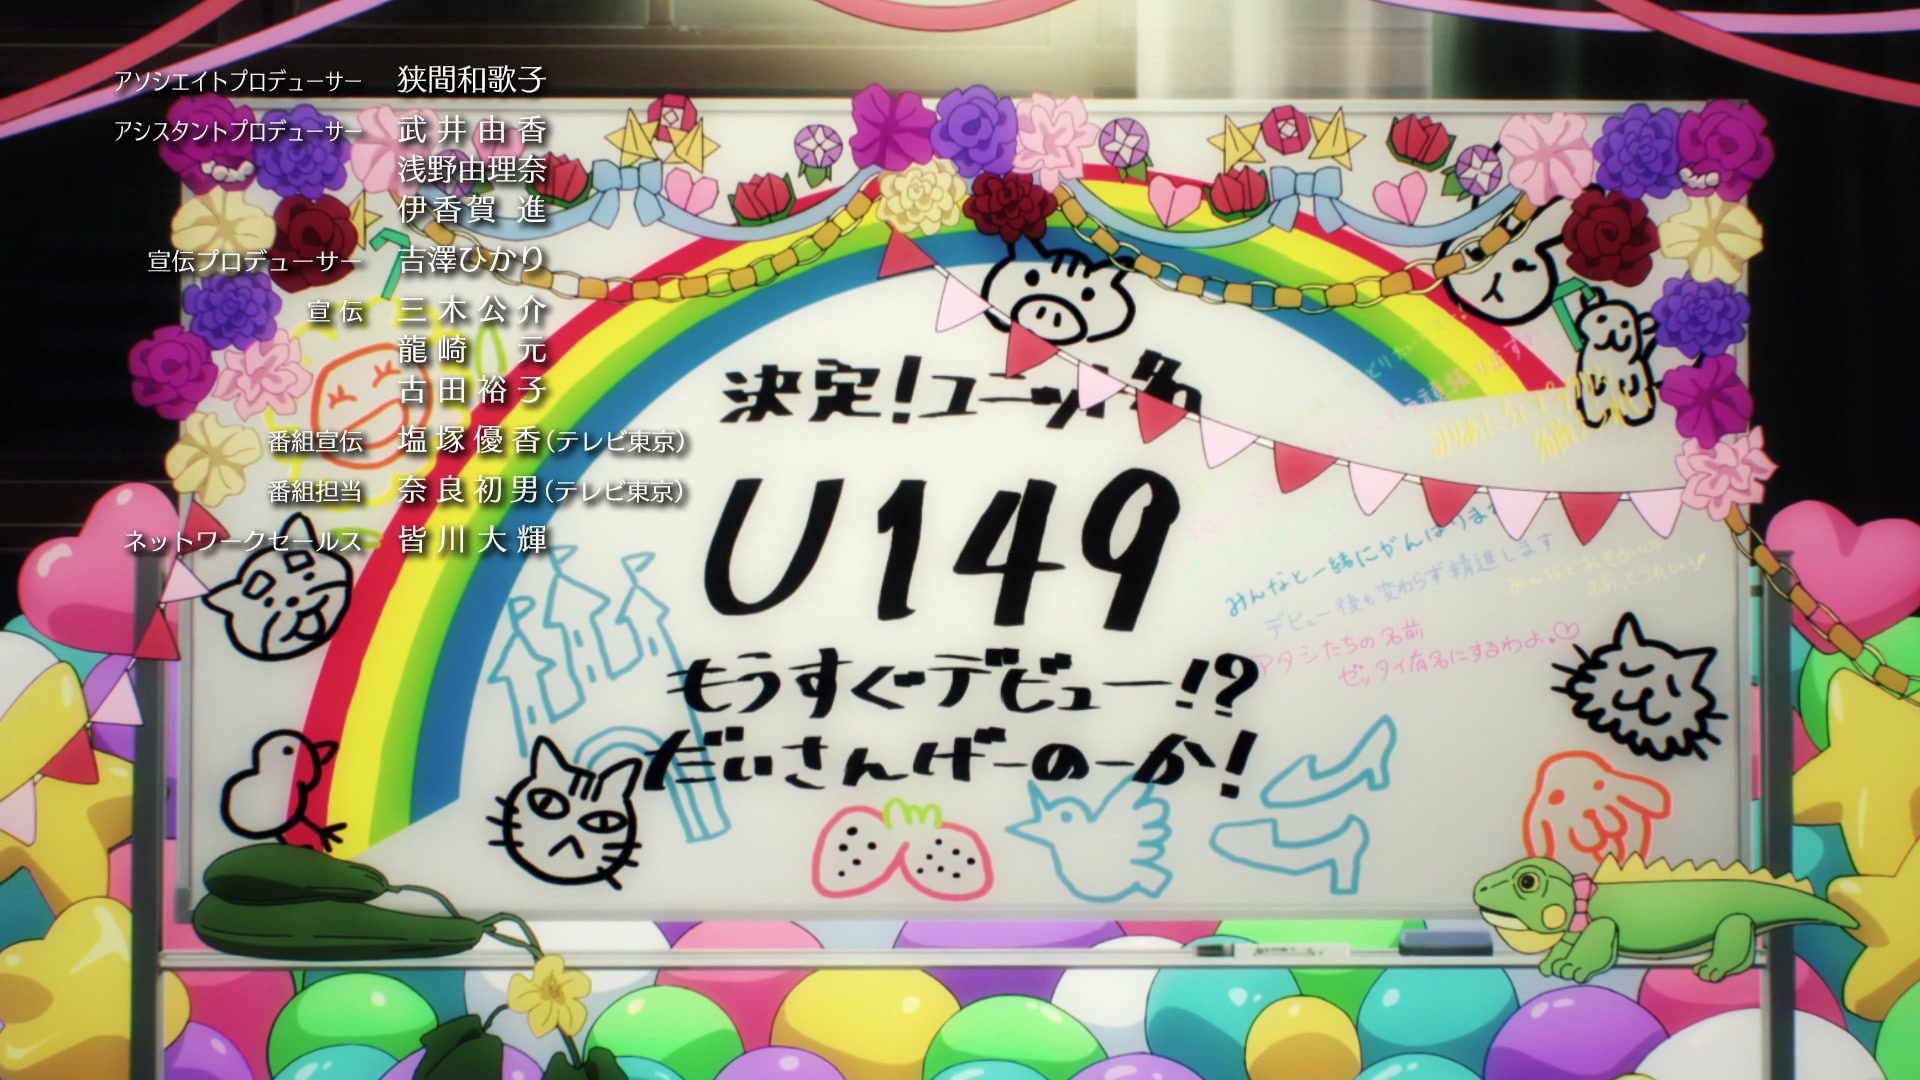 アソシエイトプロデューサー 狭間和歌子
アシスタントプロデューサー 武井由香
浅野由理奈
伊香賀 進
宣伝プロデューサー 吉澤ひかり
宣伝 三木公介
龍崎 元
古田裕子
番組宣伝 塩塚優香(テレビ東京)
番組担当 奈良初男(テレビ東京)
ネットワークセールス 皆川大輝
決定!ユニット名
U149
もうすぐデビュー!?
だいさんげーのーか!
みんなと一緒にがんばります
デビュー後も変わらず精進します
アタシたちの名前
ゼッタイ有名にするわよ♡